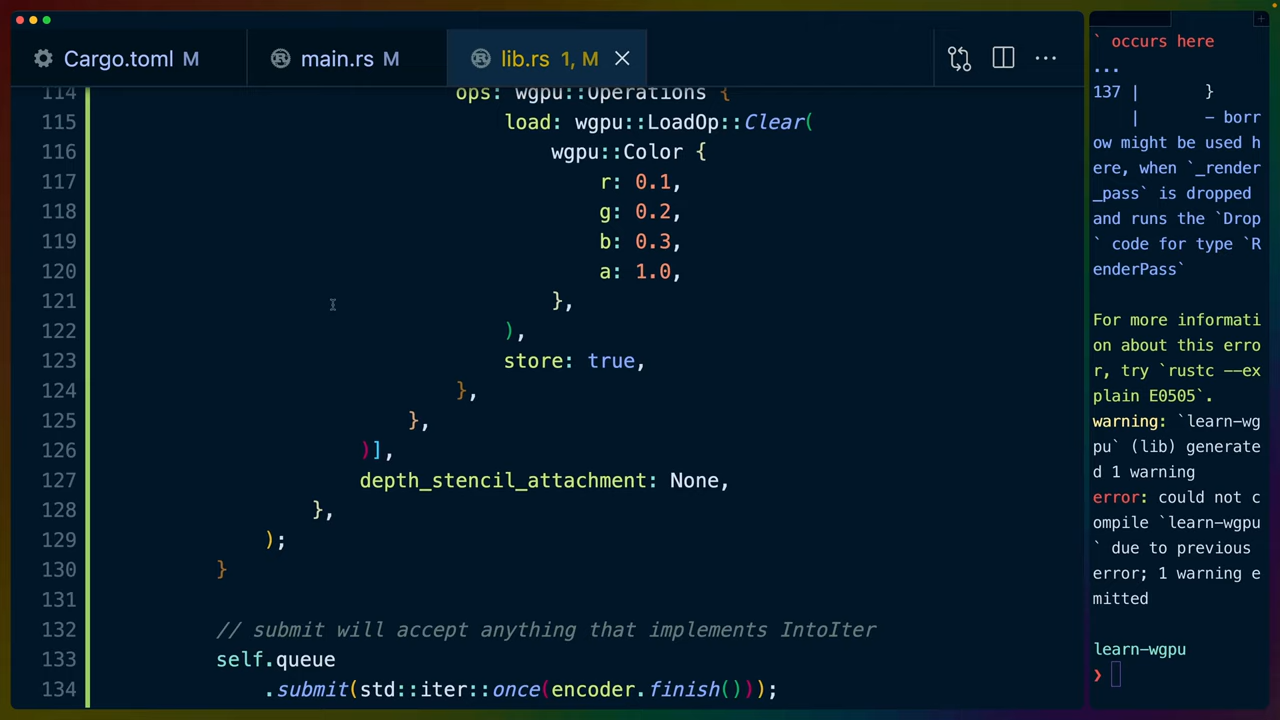 Cargo.toml M
main.rs M
lib.rs 1, M
114 ops: wgpu::Operations {
115 load: wgpu::LoadOp::Clear(
116 wgpu::Color {
117 r: 0.1,
118 g: 0.2,
119 b: 0.3,
120 a: 1.0,
121 },
122 ),
123 store: true,
124 },
125 },
126 )],
127 depth_stencil_attachment: None,
128 },
129 );
130 }
131
132 // submit will accept anything that implements IntoIter
133 self.queue
134 .submit(std::iter::once(encoder.finish()));
` occurs here
...
137 | }
| - borr
ow might be used h
ere, when `_render
_pass` is dropped
and runs the `Drop
` code for type `R
enderPass`
For more informati
on about this erro
r, try `rustc --ex
plain E0505`.
warning: `learn-wg
pu` (lib) generate
d 1 warning
error: could not c
ompile `learn-wgpu
` due to previous
error; 1 warning e
mitted
learn-wgpu
❯